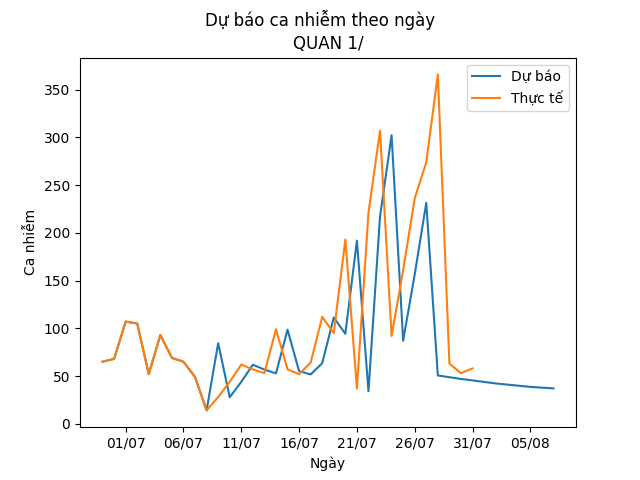 Dự báo ca nhiễm theo ngày
QUAN 1/
Dự báo
Thực tế
Ca nhiễm
350
300
250
200
150
100
50
0
01/07 06/07 11/07 16/07 21/07 26/07 31/07 05/08
Ngày